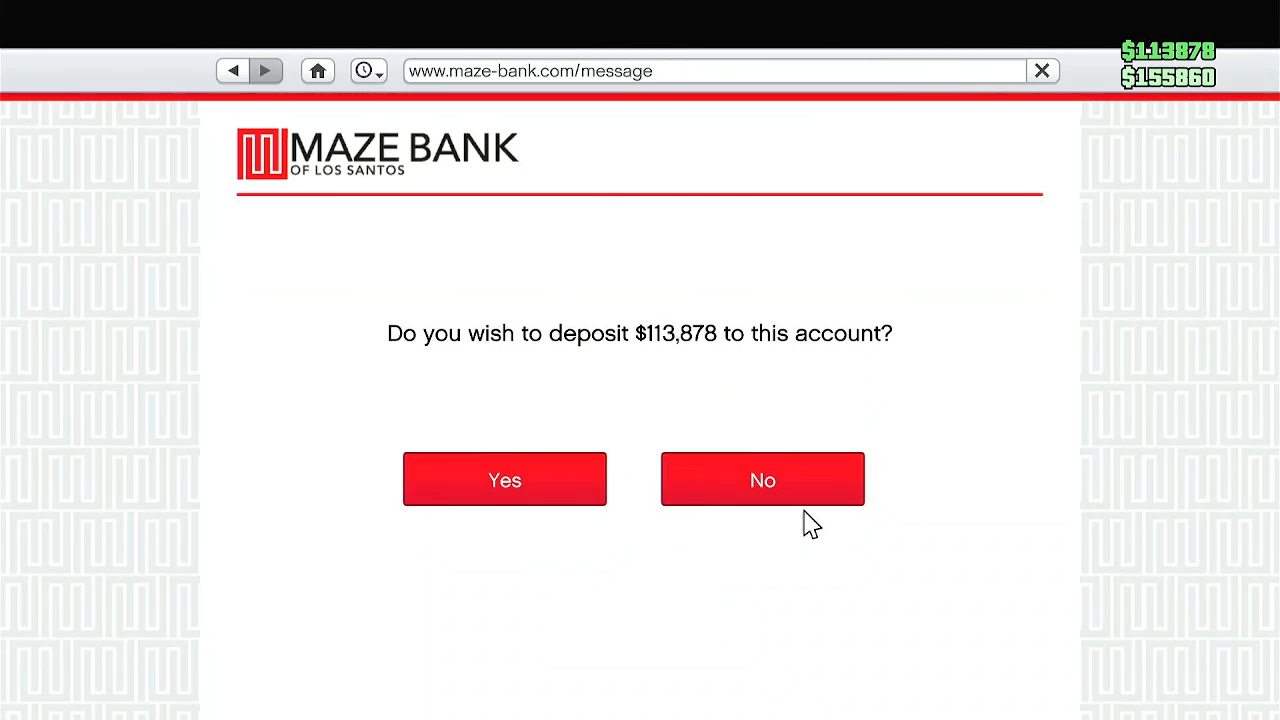 $113878
www.maze-bank.com/message
$155860
MAZE BANK
OF LOS SANTOS
Do you wish to deposit $113,878 to this account?
Yes
No